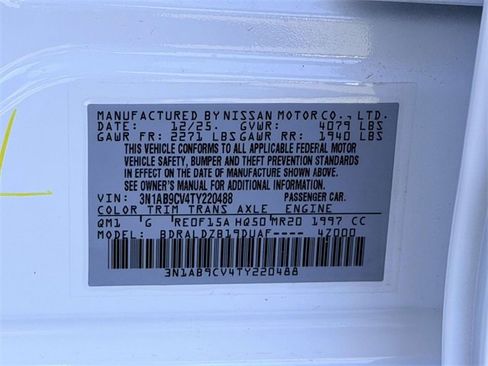 MANUFACTURED BY NISSAN MOTOR CO., LTD.
DATE: 12/25. GVWR: 4079 LBS
GAWR FR: 2271 LBS GAWR RR: 1940 LBS
THIS VEHICLE CONFORMS TO ALL APPLICABLE FEDERAL MOTOR
VEHICLE SAFETY, BUMPER AND THEFT PREVENTION STANDARDS
IN EFFECT ON THE DATE OF MANUFACTURE SHOWN ABOVE.
SEE OWNER'S MANUAL FOR ADDITIONAL INFORMATION.
VIN: 3N1AB9CV4TY220488 PASSENGER CAR.
COLOR TRIM TRANS AXLE ENGINE
QM1 G RE0F15A HQ50 MR20 1997 CC
MODEL: BDRALDZB19DUAF---- 4Z000
3N1AB9CV4TY220488